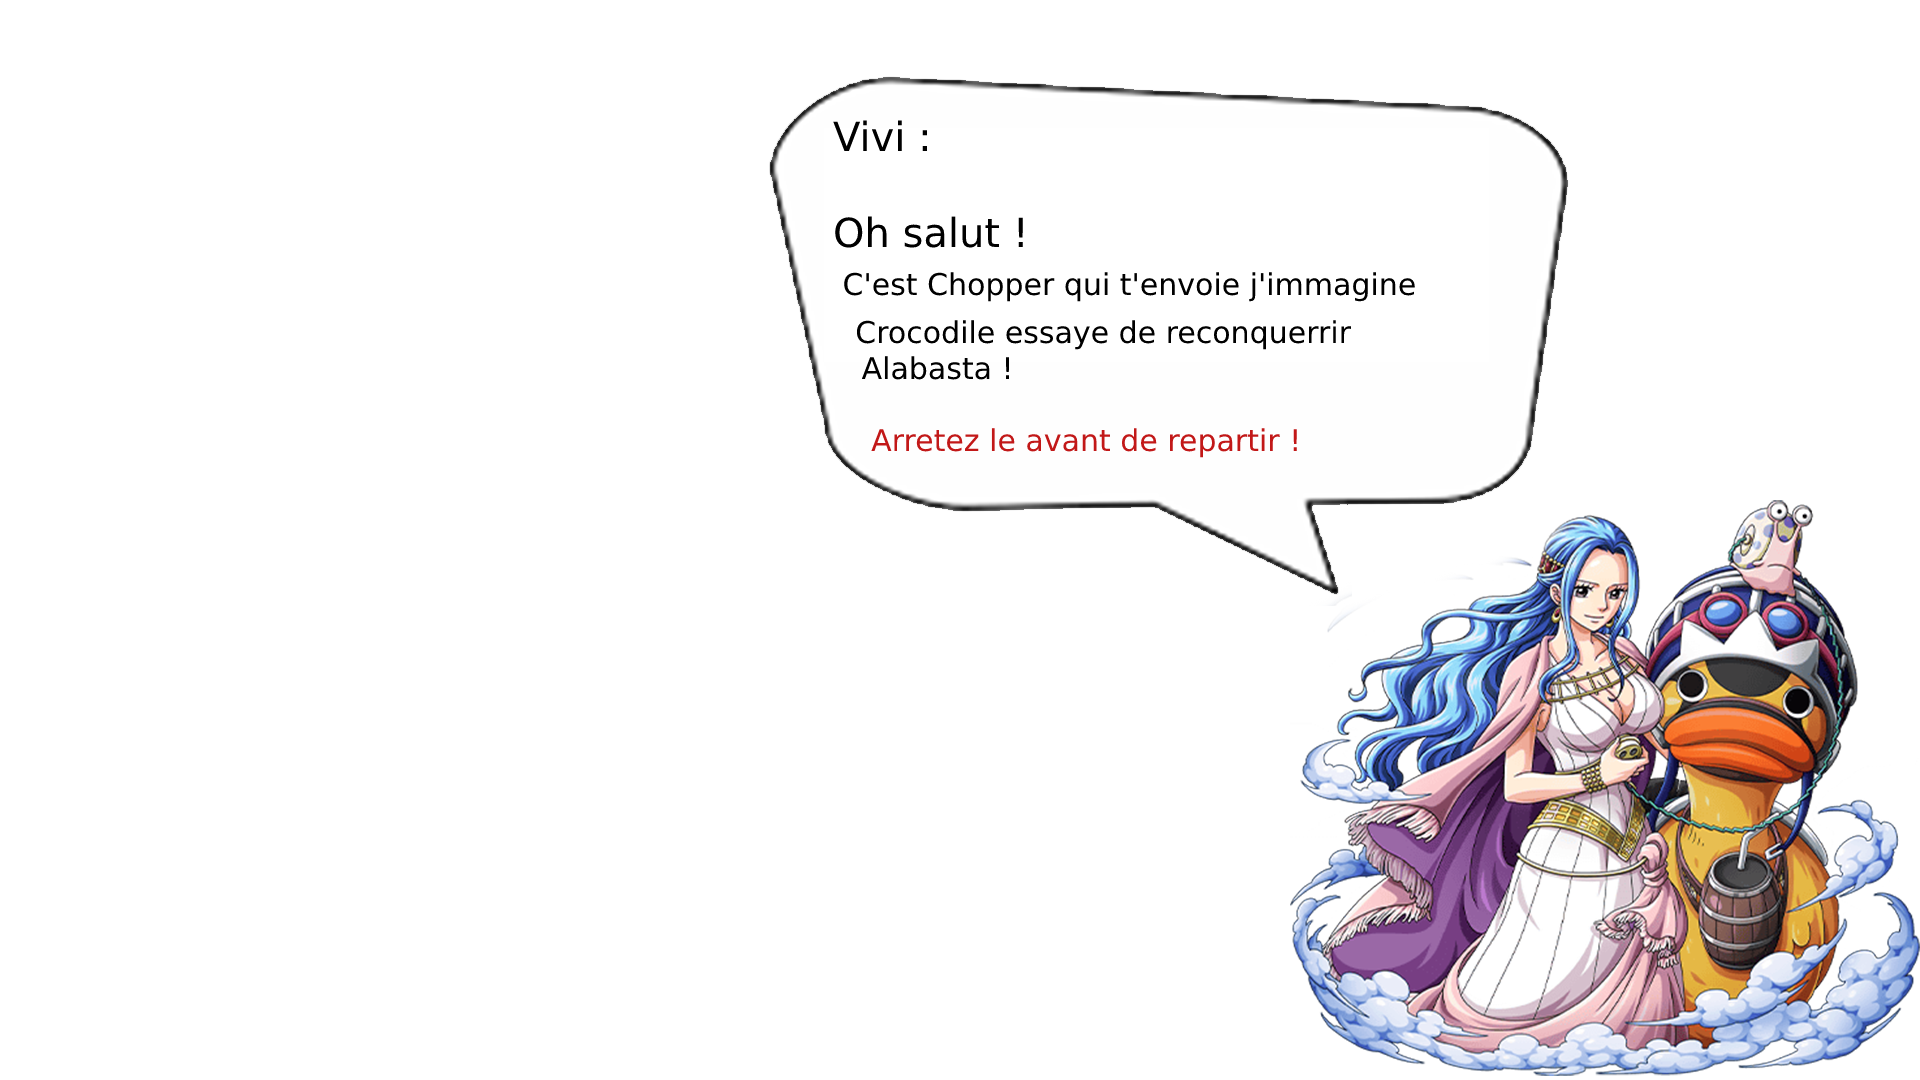 Vivi :
Oh salut !
C'est Chopper qui t'envoie j'immagine
Crocodile essaye de reconquerrir
Alabasta !
Arretez le avant de repartir !